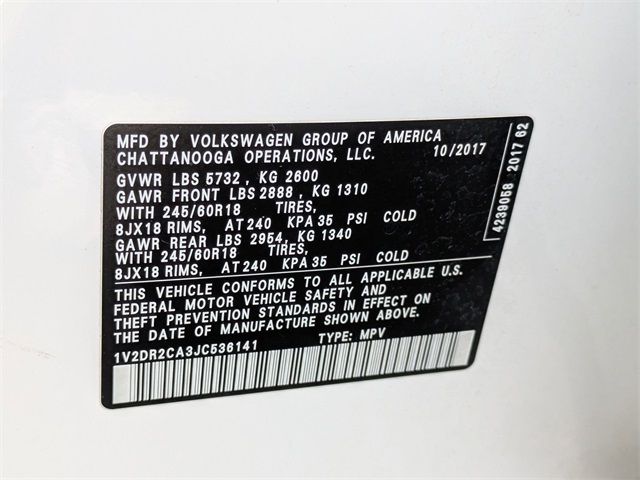 MFD BY VOLKSWAGEN GROUP OF AMERICA
CHATTANOOGA OPERATIONS, LLC. 10/2017
GVWR LBS 5732 , KG 2600
GAWR FRONT LBS 2888 , KG 1310
WITH 245/60R18 TIRES,
8JX18 RIMS, AT 240 KPA 35 PSI COLD
GAWR REAR LBS 2954, KG 1340
WITH 245/60R18 TIRES,
8JX18 RIMS, AT 240 KPA 35 PSI COLD
THIS VEHICLE CONFORMS TO ALL APPLICABLE U.S.
FEDERAL MOTOR VEHICLE SAFETY AND
THEFT PREVENTION STANDARDS IN EFFECT ON
THE DATE OF MANUFACTURE SHOWN ABOVE.
1V2DR2CA3JC536141 TYPE: MPV
4239058 2017 62